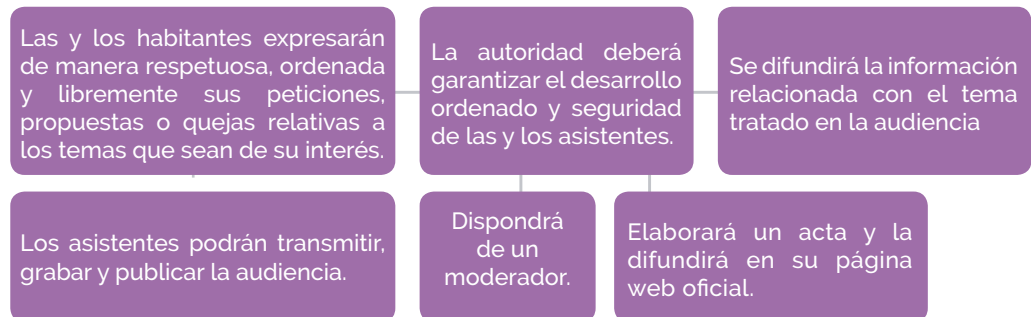 Las y los habitantes expresarán
de manera respetuosa, ordenada
y libremente sus peticiones,
propuestas o quejas relativas a
los temas que sean de su interés.
La autoridad deberá
garantizar el desarrollo
ordenado y seguridad
de las y los asistentes.
Se difundirá la información
relacionada con el tema
tratado en la audiencia
Los asistentes podrán transmitir,
grabar y publicar la audiencia.
Dispondrá
de un
moderador.
Elaborará un acta y la
difundirá en su página
web oficial.